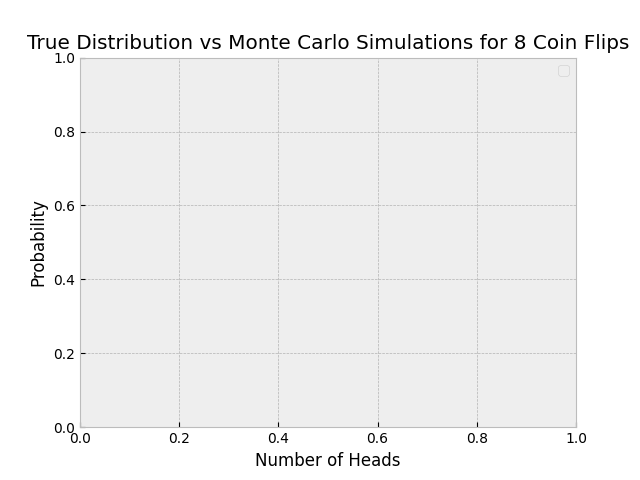 True Distribution vs Monte Carlo Simulations for 8 Coin Flips
1.0
0.8
0.6
0.4
0.2
0.0
Probability
0.0 0.2 0.4 0.6 0.8 1.0
Number of Heads